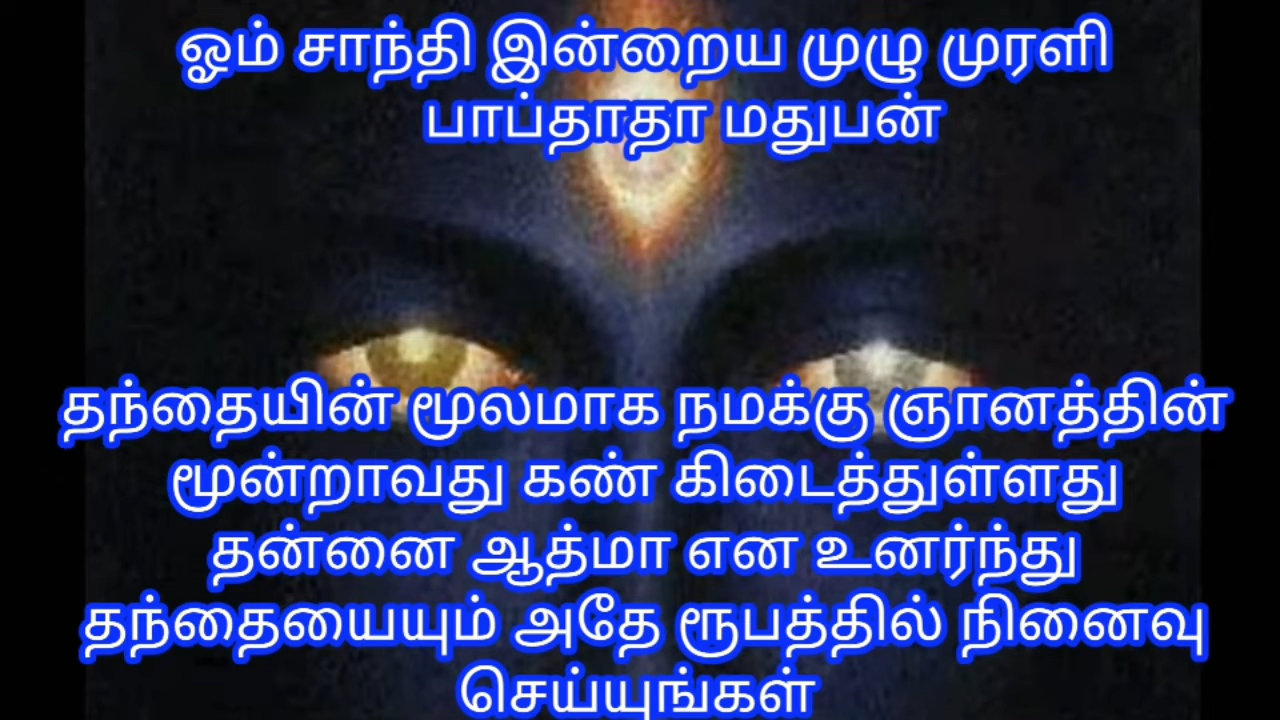 ஓம் சாந்தி இன்றைய முழு முரளி
பாப்தாதா மதுபன்
தந்தையின் மூலமாக நமக்கு ஞானத்தின்
மூன்றாவது கண் கிடைத்துள்ளது
தன்னை ஆத்மா என உனர்ந்து
தந்தையையும் அதே ரூபத்தில் நினைவு
செய்யுங்கள்